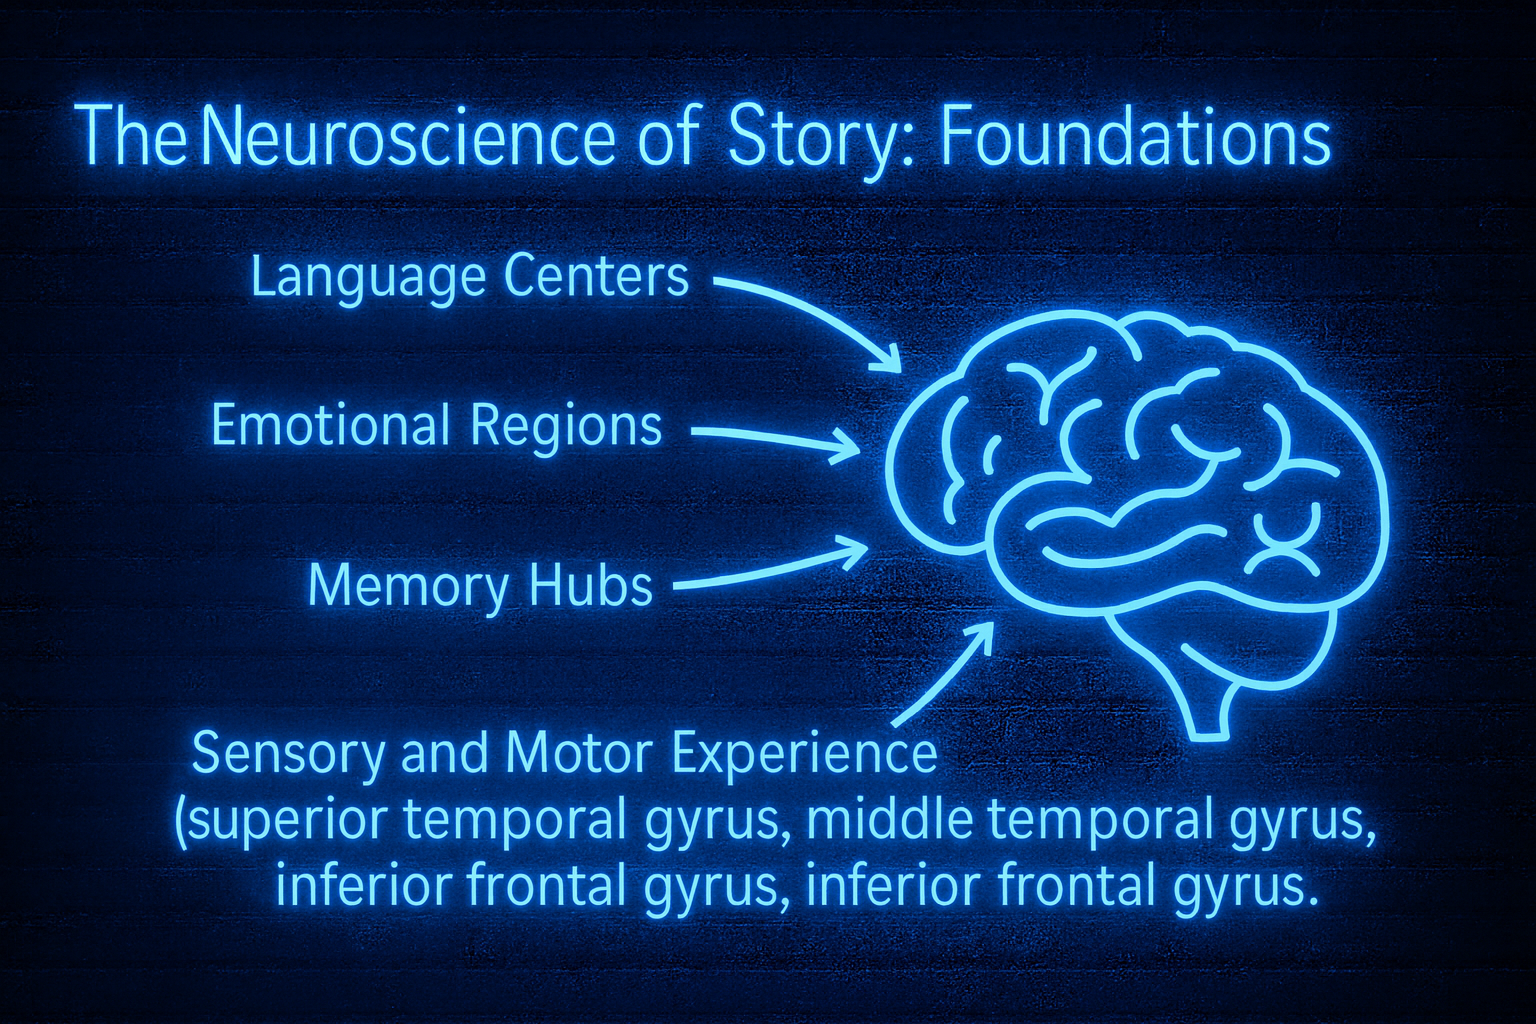 The Neuroscience of Story: Foundations
Language Centers
Emotional Regions
Memory Hubs
Sensory and Motor Experience
(superior temporal gyrus, middle temporal gyrus,
inferior frontal gyrus, inferior frontal gyrus.